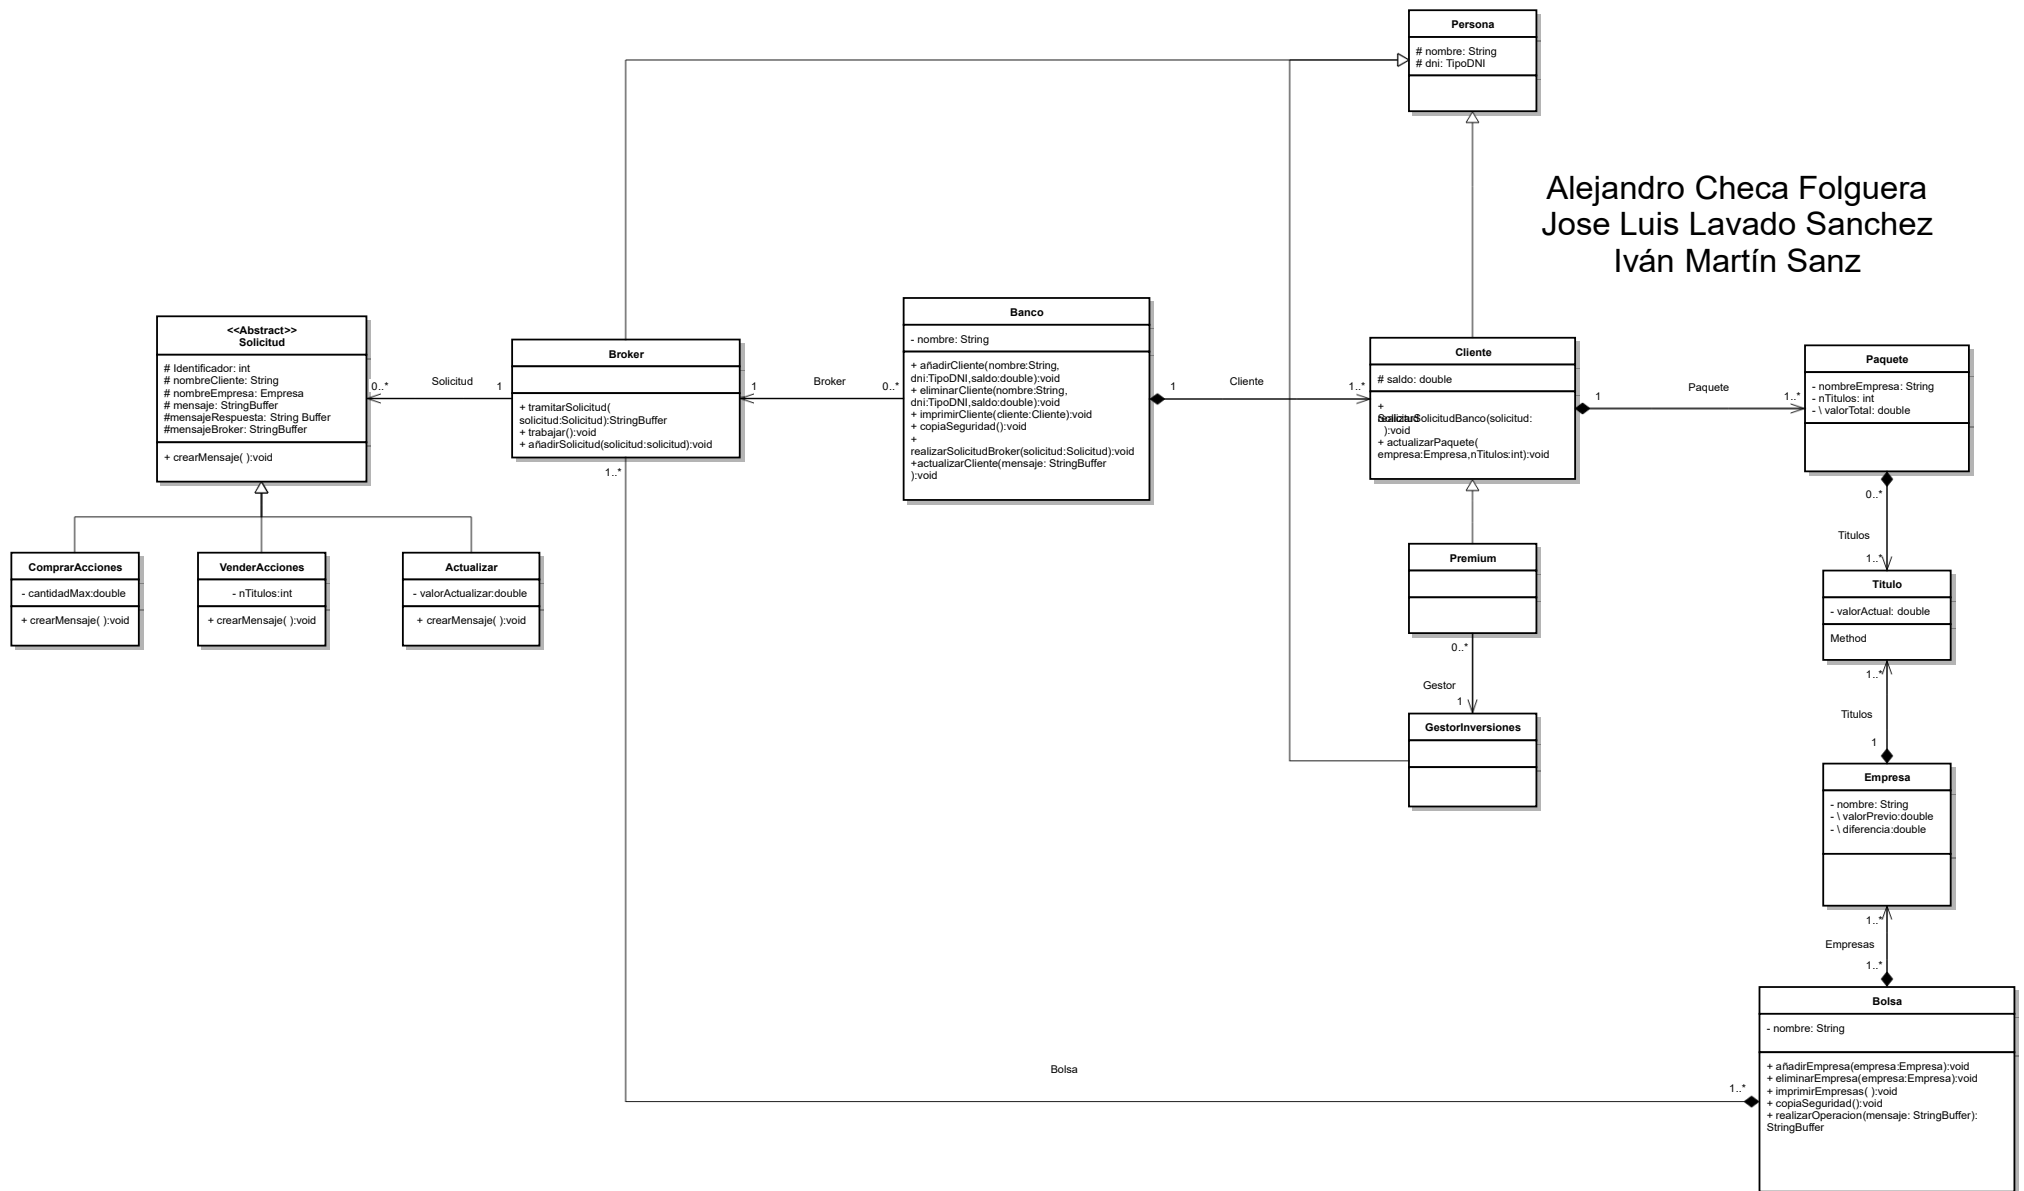 Persona
# nombre: String
# dni: TipoDNI
Alejandro Checa Folguera
Jose Luis Lavado Sanchez
Iván Martín Sanz
<<Abstract>>
Solicitud
# Identificador: int
# nombreCliente: String
# nombreEmpresa: Empresa
# mensaje: StringBuffer
#mensajeRespuesta: String Buffer
#mensajeBroker: StringBuffer
+ crearMensaje( ):void
0..*
Solicitud
1
Broker
+ tramitarSolicitud(
solicitud:Solicitud):StringBuffer
+ trabajar():void
+ añadirSolicitud(solicitud:solicitud):void
1..*
1
Broker
0..*
Banco
- nombre: String
+ añadirCliente(nombre:String,
dni:TipoDNI,saldo:double):void
+ eliminarCliente(nombre:String,
dni:TipoDNI,saldo:double):void
+ imprimirCliente(cliente:Cliente):void
+ copiaSeguridad():void
+
realizarSolicitudBroker(solicitud:Solicitud):void
+actualizarCliente(mensaje: StringBuffer
):void
1
Cliente
1..*
Cliente
# saldo: double
+
SolicitudBanco(solicitud:
):void
+ actualizarPaquete(
empresa:Empresa,nTitulos:int):void
1
Paquete
1..*
Paquete
- nombreEmpresa: String
- nTitulos: int
- \ valorTotal: double
0..*
Titulos
1..*
ComprarAcciones
- cantidadMax:double
+ crearMensaje( ):void
VenderAcciones
- nTitulos:int
+ crearMensaje( ):void
Actualizar
- valorActualizar:double
+ crearMensaje( ):void
Premium
0..*
Gestor
1
GestorInversiones
Titulo
- valorActual: double
Method
1..*
Titulos
1
Empresa
- nombre: String
- \ valorPrevio:double
- \ diferencia:double
1..*
Empresas
1..*
Bolsa
- nombre: String
+ añadirEmpresa(empresa:Empresa):void
+ eliminarEmpresa(empresa:Empresa):void
+ imprimirEmpresas( ):void
+ copiaSeguridad():void
+ realizarOperacion(mensaje: StringBuffer):
StringBuffer
Bolsa
1..*